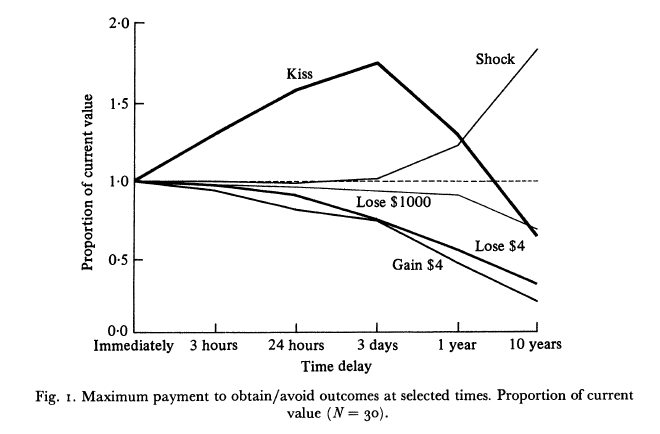 2·0
Shock
Kiss
1·5
Proportion of current value
1·0
Lose $1000
Lose $4
0·5
Gain $4
0·0
Immediately 3 hours 24 hours 3 days 1 year 10 years
Time delay
Fig. 1. Maximum payment to obtain/avoid outcomes at selected times. Proportion of current
value (N = 30).